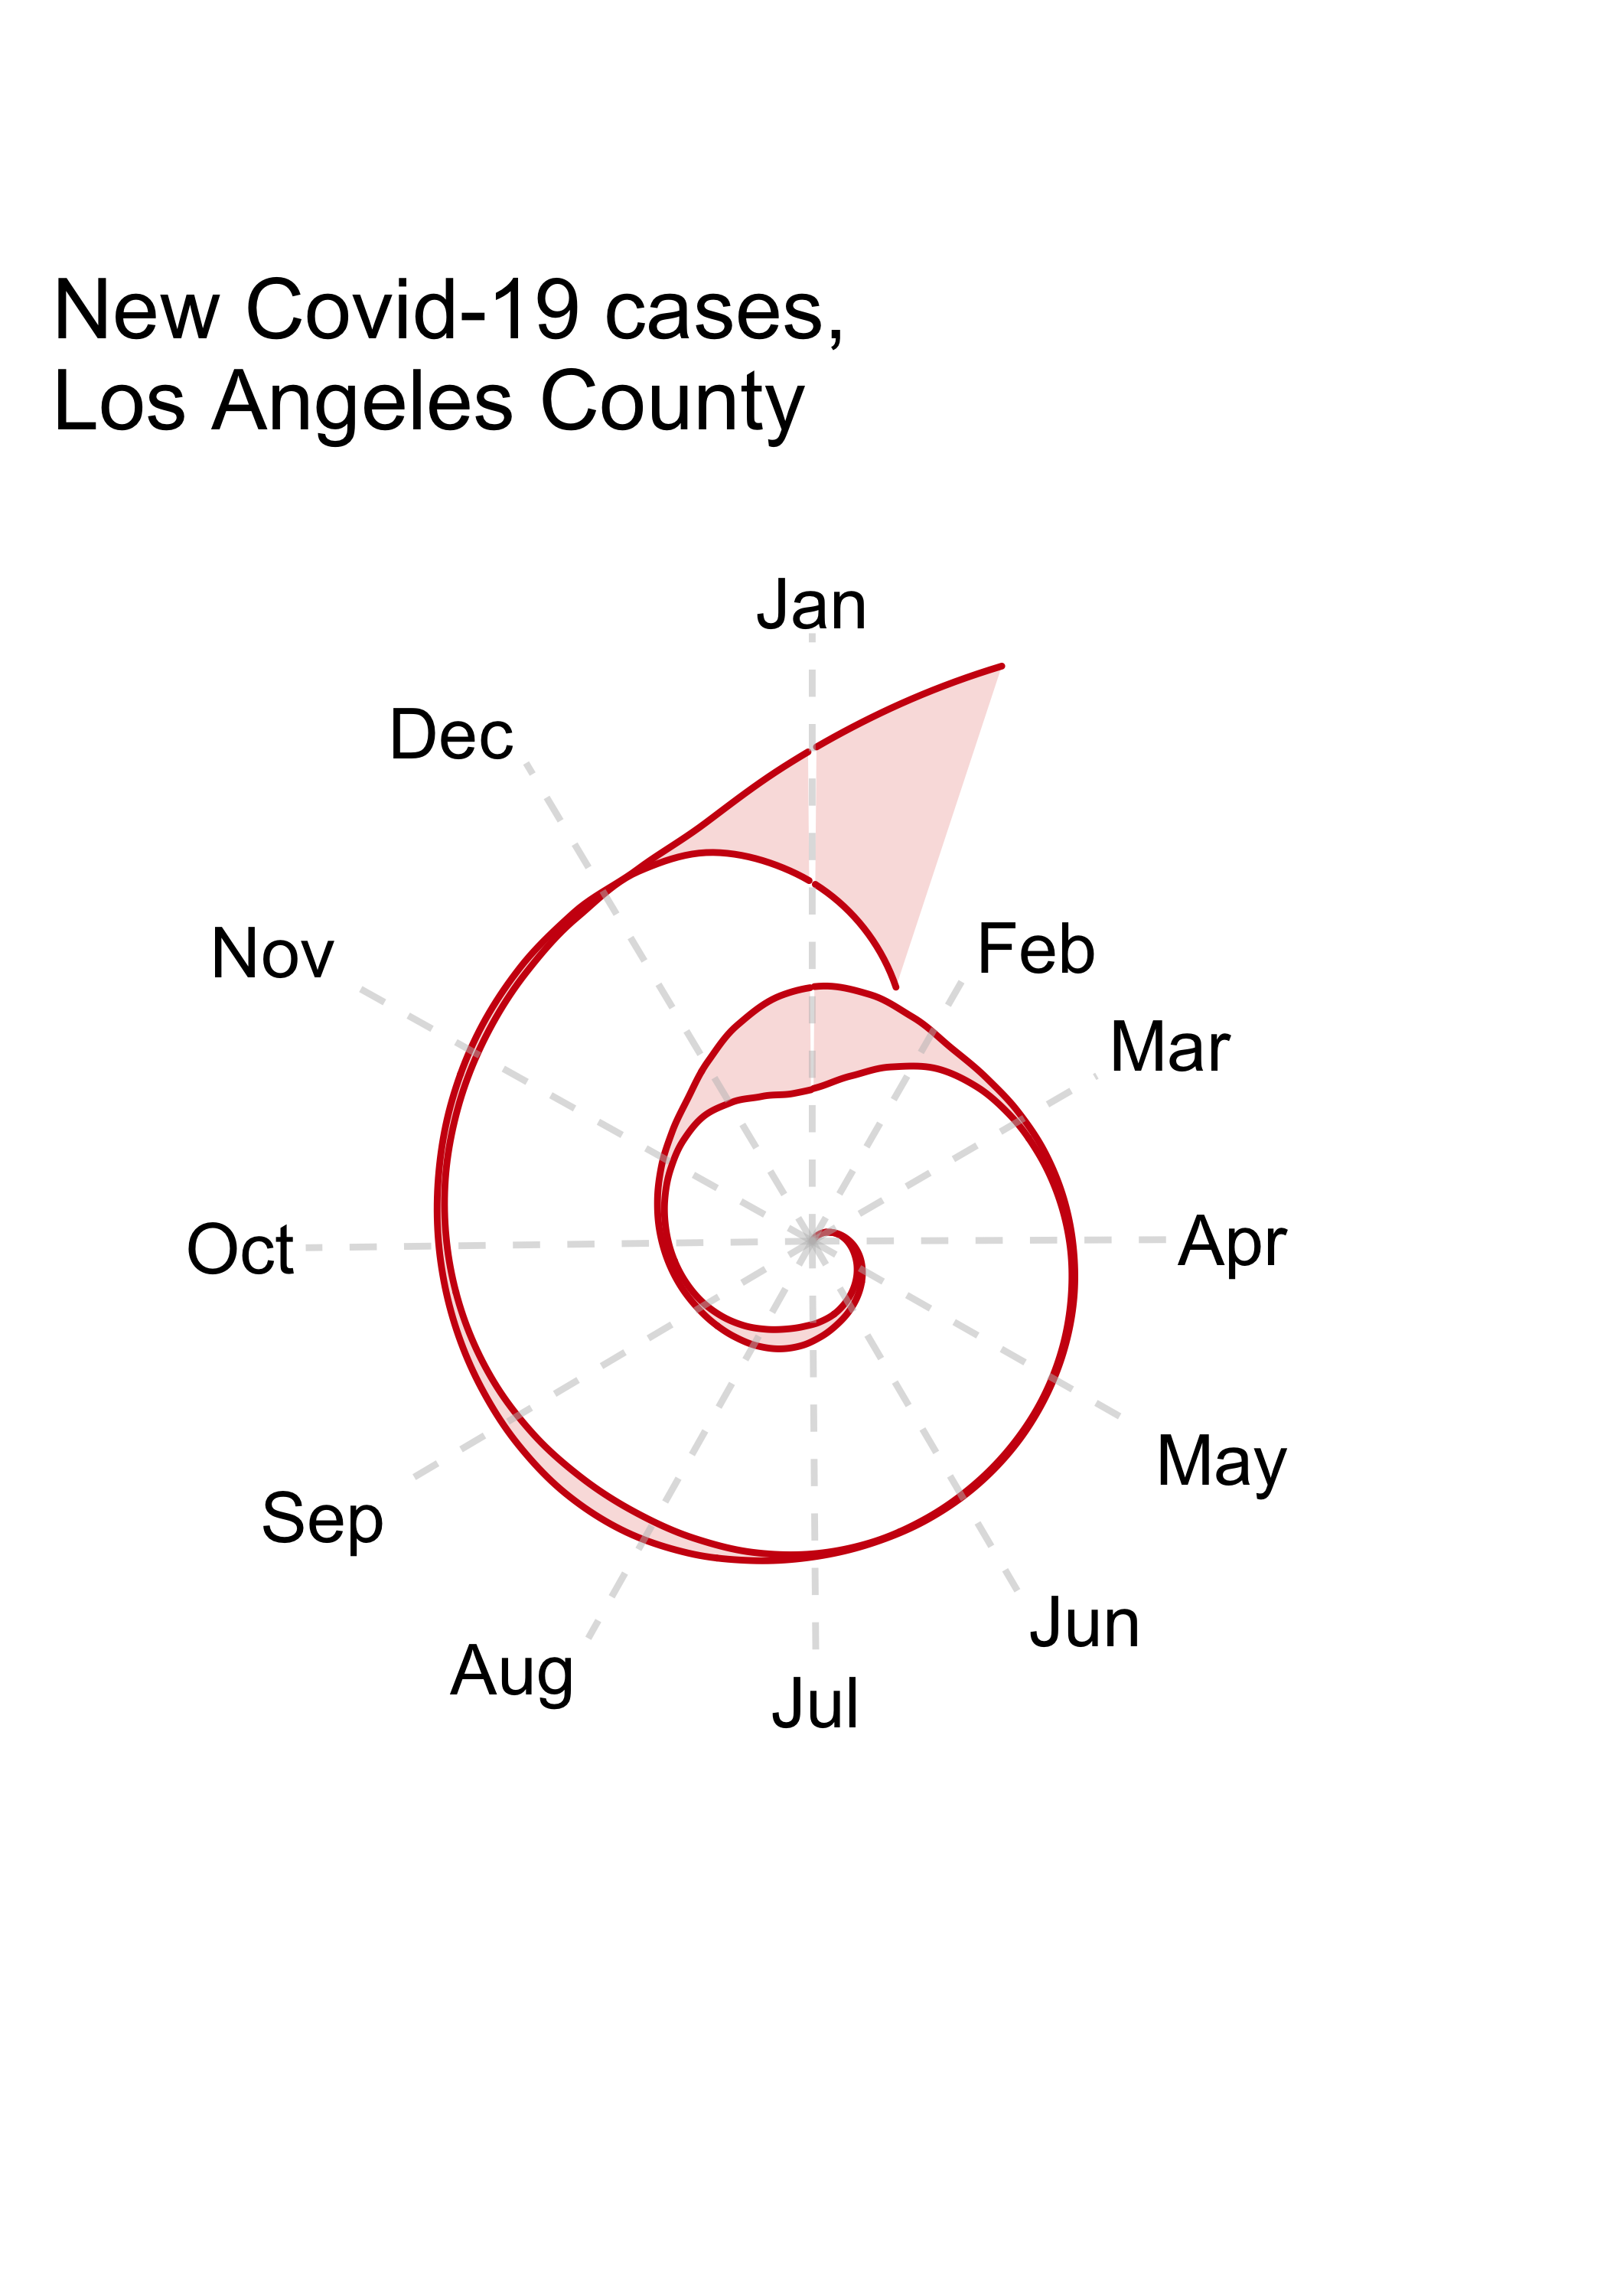 New Covid-19 cases,
Los Angeles County
Jan
Dec
Feb
Nov
Mar
Apr
Oct
May
Sep
Jun
Aug
Jul